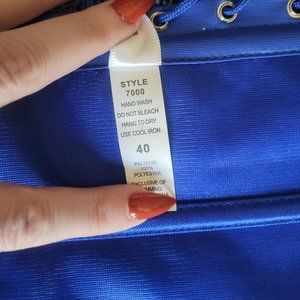 STYLE
7000
HAND WASH
DO NOT BLEACH
HANG TO DRY
USE COOL IRON
40
100%
POLYESTER
EXCLUSIVE OF